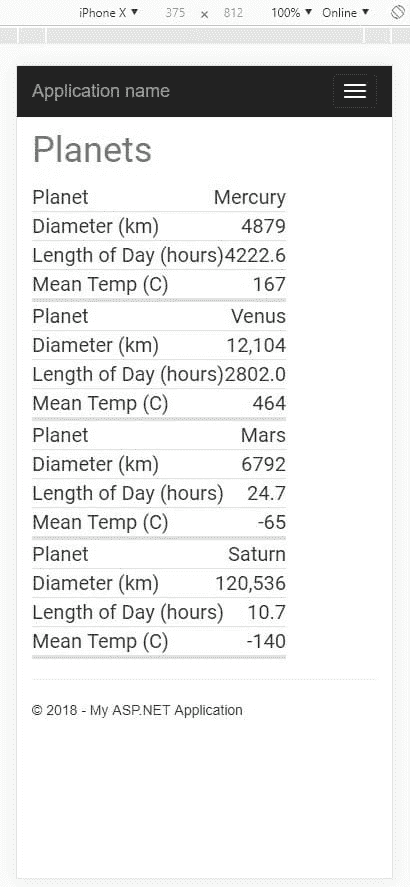 iPhone X ▼ 375 x 812 100% ▼ Online ▼
Application name
Planets
Planet Mercury
Diameter (km) 4879
Length of Day (hours)4222.6
Mean Temp (C) 167
Planet Venus
Diameter (km) 12,104
Length of Day (hours)2802.0
Mean Temp (C) 464
Planet Mars
Diameter (km) 6792
Length of Day (hours) 24.7
Mean Temp (C) -65
Planet Saturn
Diameter (km) 120,536
Length of Day (hours) 10.7
Mean Temp (C) -140
© 2018 - My ASP.NET Application